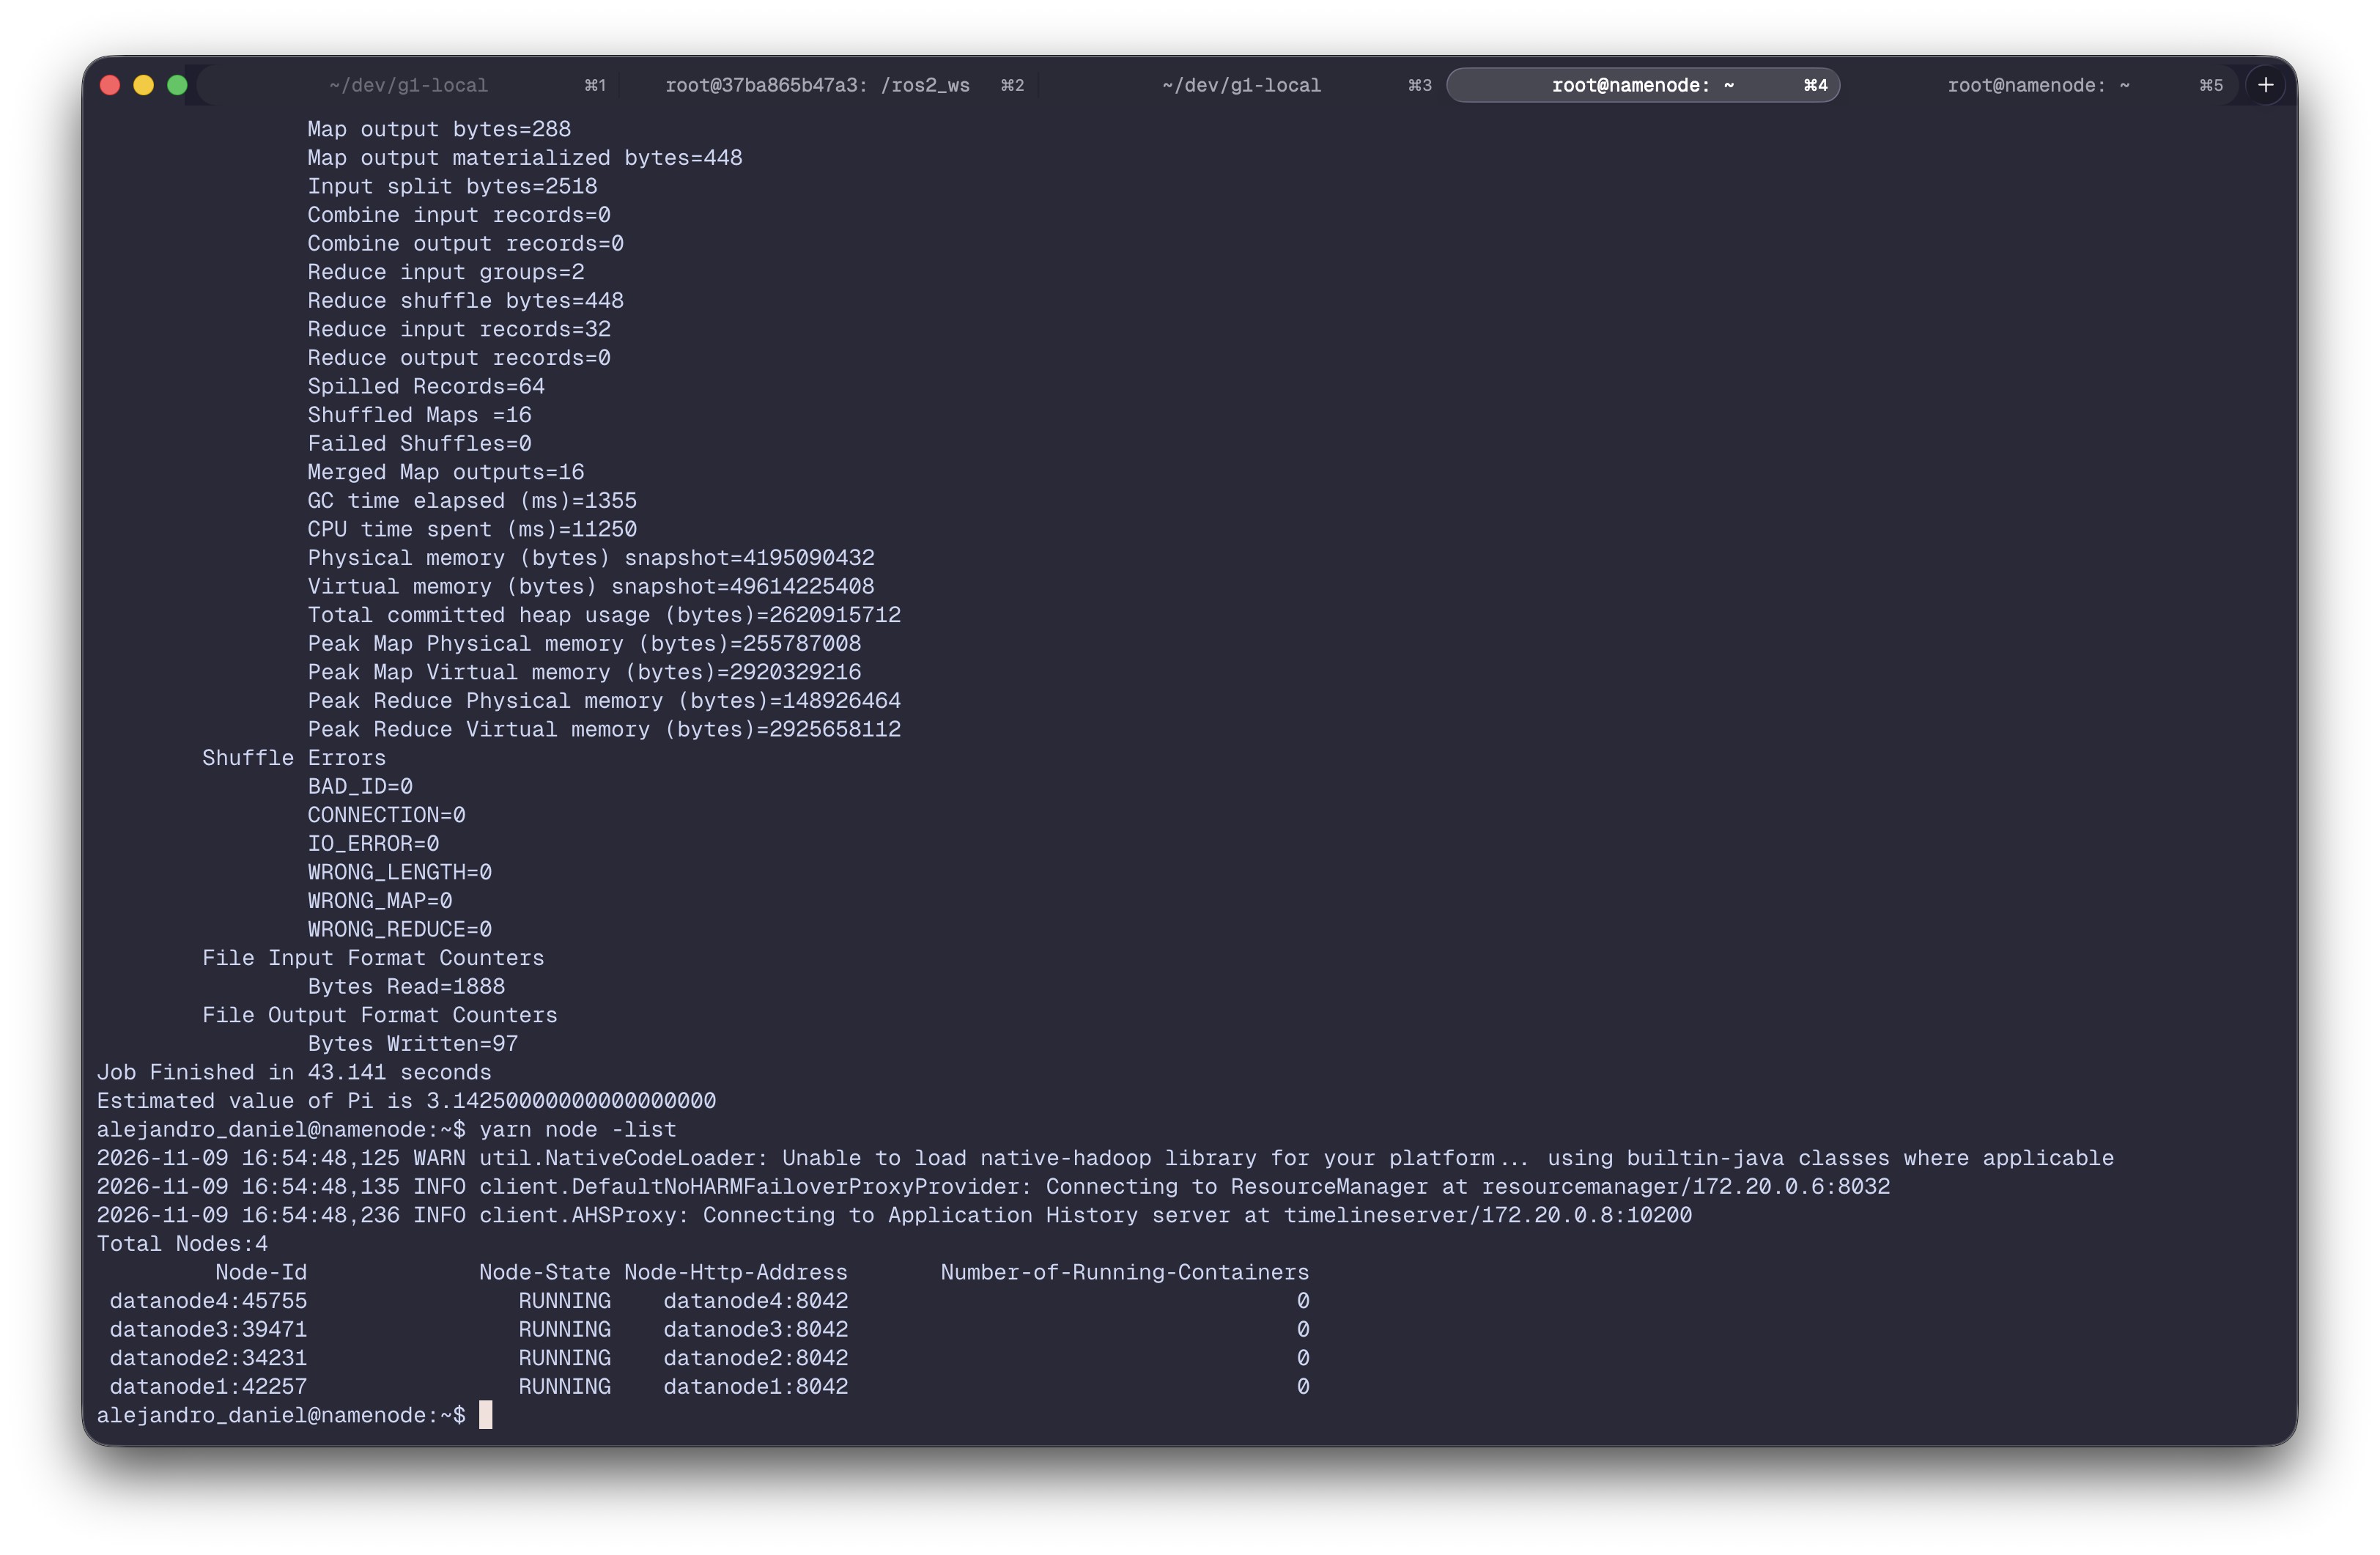 ~/dev/g1-local ⌘1 root@37ba865b47a3: /ros2_ws ⌘2 ~/dev/g1-local ⌘3 root@namenode: ~ ⌘4 root@namenode: ~ ⌘5 +
Map output bytes=288
Map output materialized bytes=448
Input split bytes=2518
Combine input records=0
Combine output records=0
Reduce input groups=2
Reduce shuffle bytes=448
Reduce input records=32
Reduce output records=0
Spilled Records=64
Shuffled Maps =16
Failed Shuffles=0
Merged Map outputs=16
GC time elapsed (ms)=1355
CPU time spent (ms)=11250
Physical memory (bytes) snapshot=4195090432
Virtual memory (bytes) snapshot=49614225408
Total committed heap usage (bytes)=2620915712
Peak Map Physical memory (bytes)=255787008
Peak Map Virtual memory (bytes)=2920329216
Peak Reduce Physical memory (bytes)=148926464
Peak Reduce Virtual memory (bytes)=2925658112
Shuffle Errors
BAD_ID=0
CONNECTION=0
IO_ERROR=0
WRONG_LENGTH=0
WRONG_MAP=0
WRONG_REDUCE=0
File Input Format Counters
Bytes Read=1888
File Output Format Counters
Bytes Written=97
Job Finished in 43.141 seconds
Estimated value of Pi is 3.14250000000000000000
alejandro_daniel@namenode:~$ yarn node -list
2026-11-09 16:54:48,125 WARN util.NativeCodeLoader: Unable to load native-hadoop library for your platform... using builtin-java classes where applicable
2026-11-09 16:54:48,135 INFO client.DefaultNoHARMFailoverProxyProvider: Connecting to ResourceManager at resourcemanager/172.20.0.6:8032
2026-11-09 16:54:48,236 INFO client.AHSProxy: Connecting to Application History server at timelineserver/172.20.0.8:10200
Total Nodes:4
Node-Id Node-State Node-Http-Address Number-of-Running-Containers
datanode4:45755 RUNNING datanode4:8042 0
datanode3:39471 RUNNING datanode3:8042 0
datanode2:34231 RUNNING datanode2:8042 0
datanode1:42257 RUNNING datanode1:8042 0
alejandro_daniel@namenode:~$